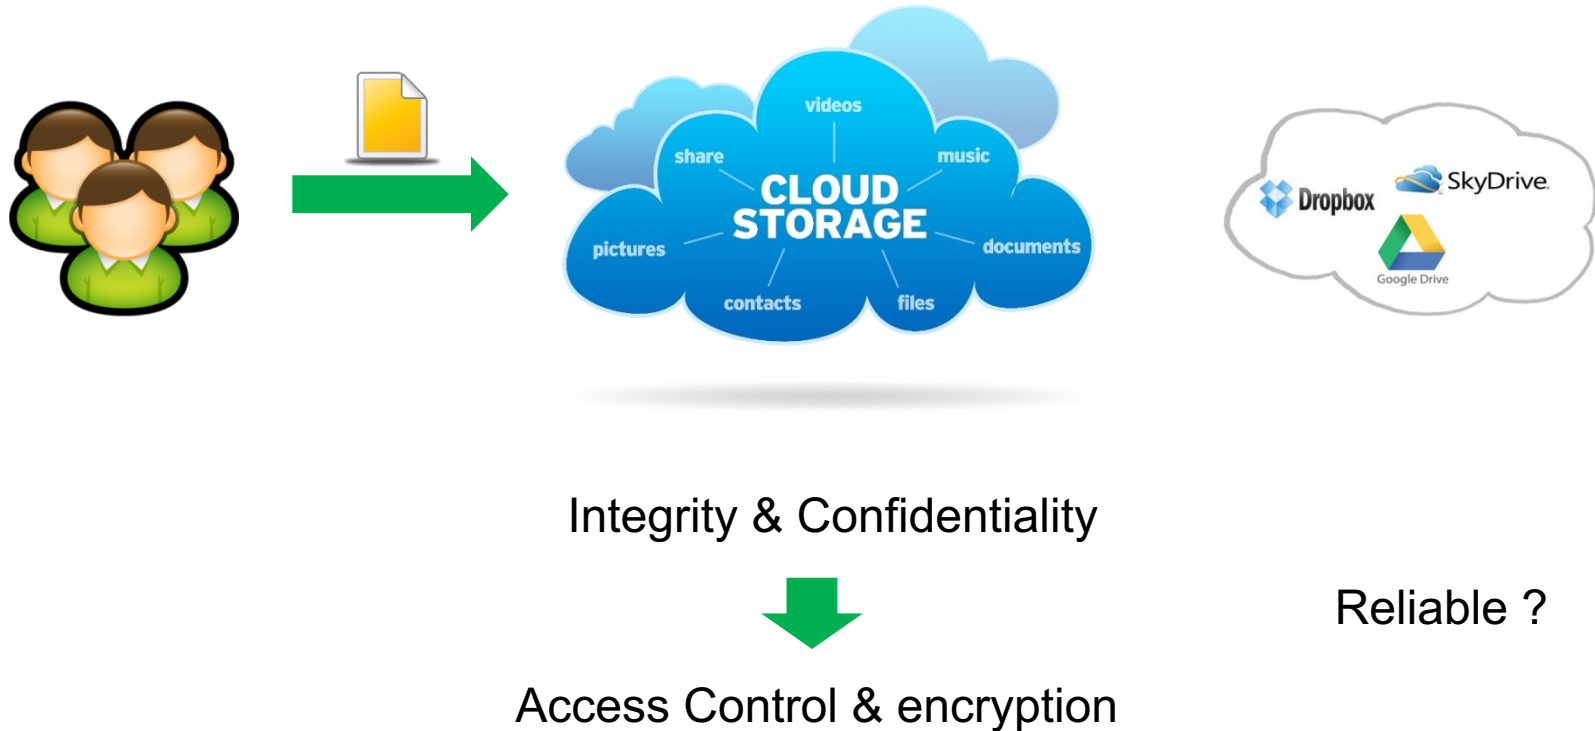 videos
share
music
CLOUD
STORAGE
pictures
documents
contacts
files
Dropbox
SkyDrive.
Google Drive
Integrity & Confidentiality
Reliable ?
Access Control & encryption